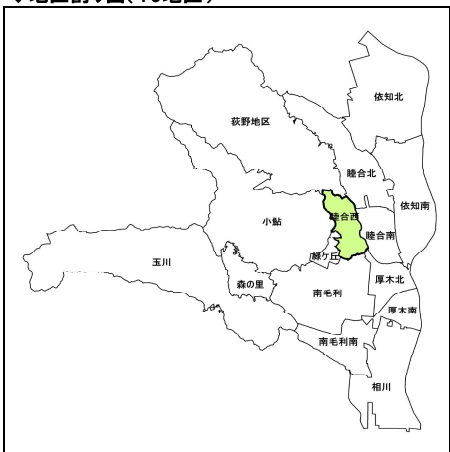 依知北
荻野地区
睦合北
依知南
小鮎
睦合西
睦合南
玉川
緑ケ丘
森の里
厚木北
南毛利
厚木南
南毛利南
相川